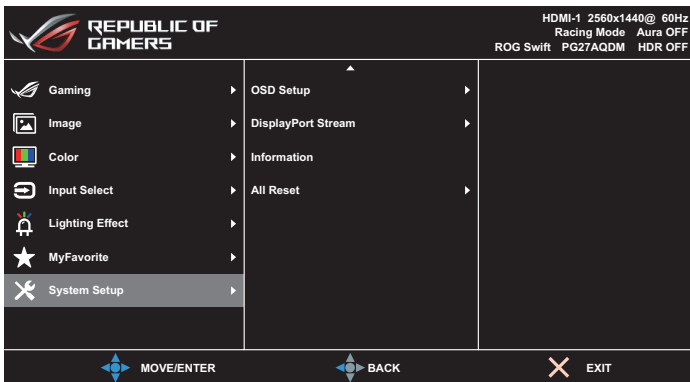 REPUBLIC OF
GAMERS
HDMI-1 2560x1440@ 60Hz
Racing Mode Aura OFF
ROG Swift PG27AQDM HDR OFF
Gaming
Image
Color
Input Select
Lighting Effect
MyFavorite
System Setup
OSD Setup
DisplayPort Stream
Information
All Reset
MOVE/ENTER
BACK
EXIT